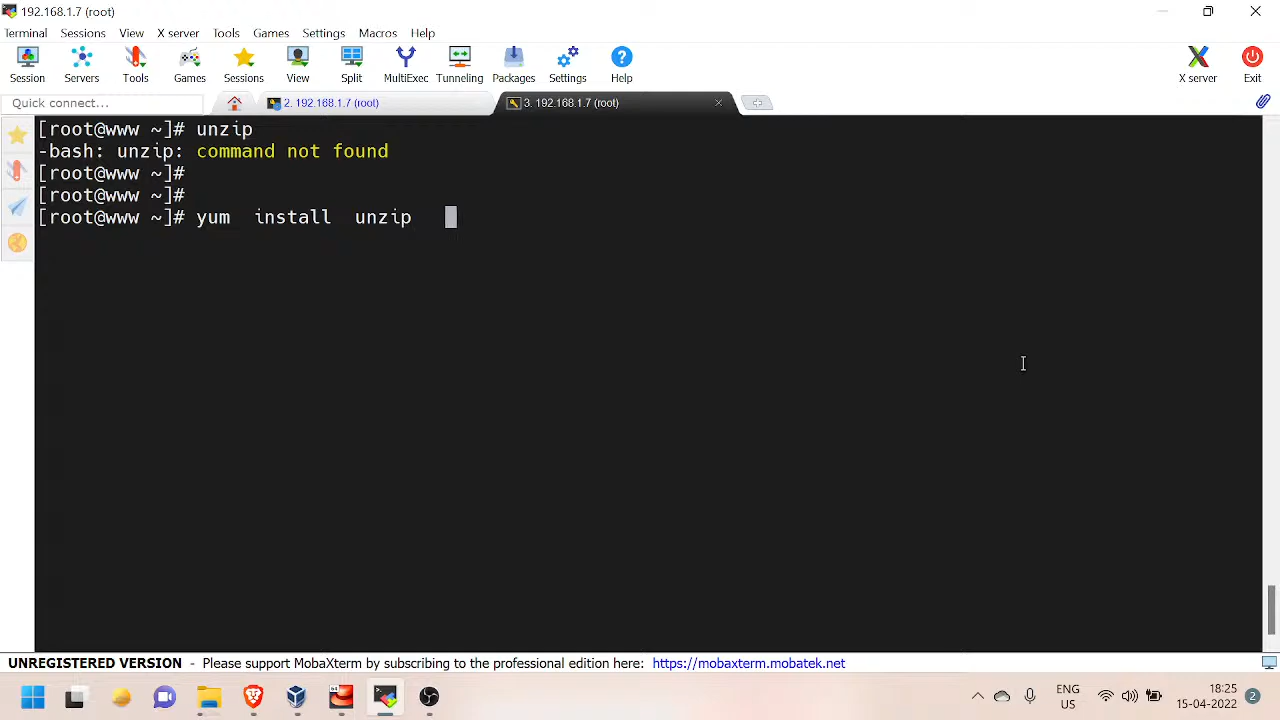 192.168.1.7 (root)
Terminal Sessions View X server Tools Games Settings Macros Help
Session Servers Tools Games Sessions View Split MultiExec Tunneling Packages Settings Help X server Exit
Quick connect...
2. 192.168.1.7 (root)
3. 192.168.1.7 (root)
[root@www ~]# unzip
-bash: unzip: command not found
[root@www ~]#
[root@www ~]#
[root@www ~]# yum  install  unzip
UNREGISTERED VERSION - Please support MobaXterm by subscribing to the professional edition here: https://mobaxterm.mobatek.net
ENG
US
18:25
15-04-2022
2